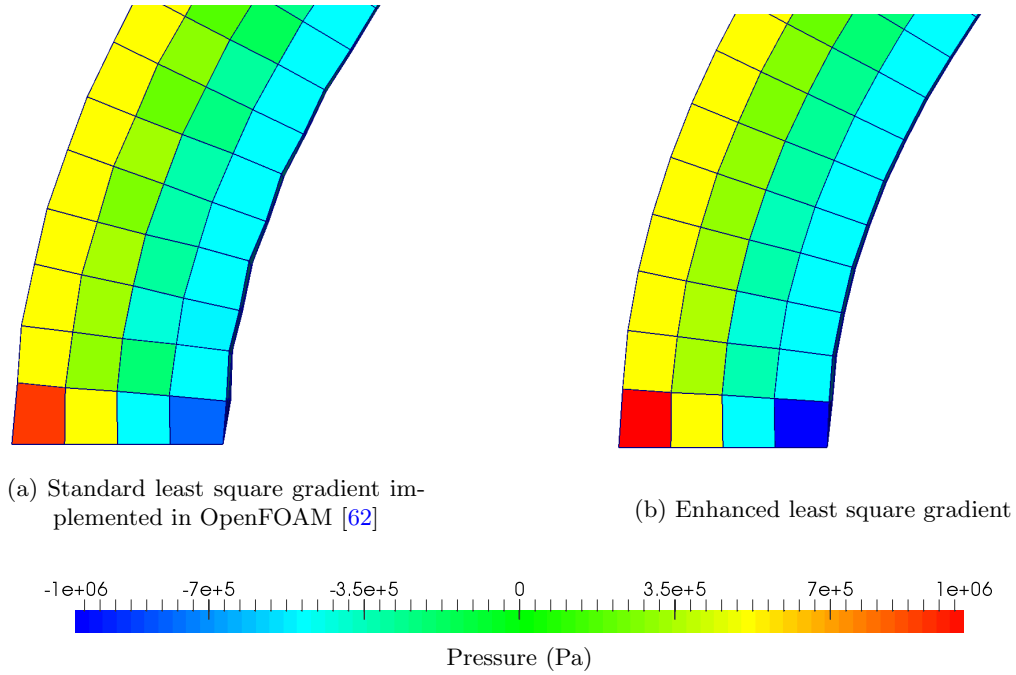 (a) Standard least square gradient im-
plemented in OpenFOAM [62]
(b) Enhanced least square gradient
-1e+06 -7e+5 -3.5e+5 0 3.5e+5 7e+5 1e+06
Pressure (Pa)